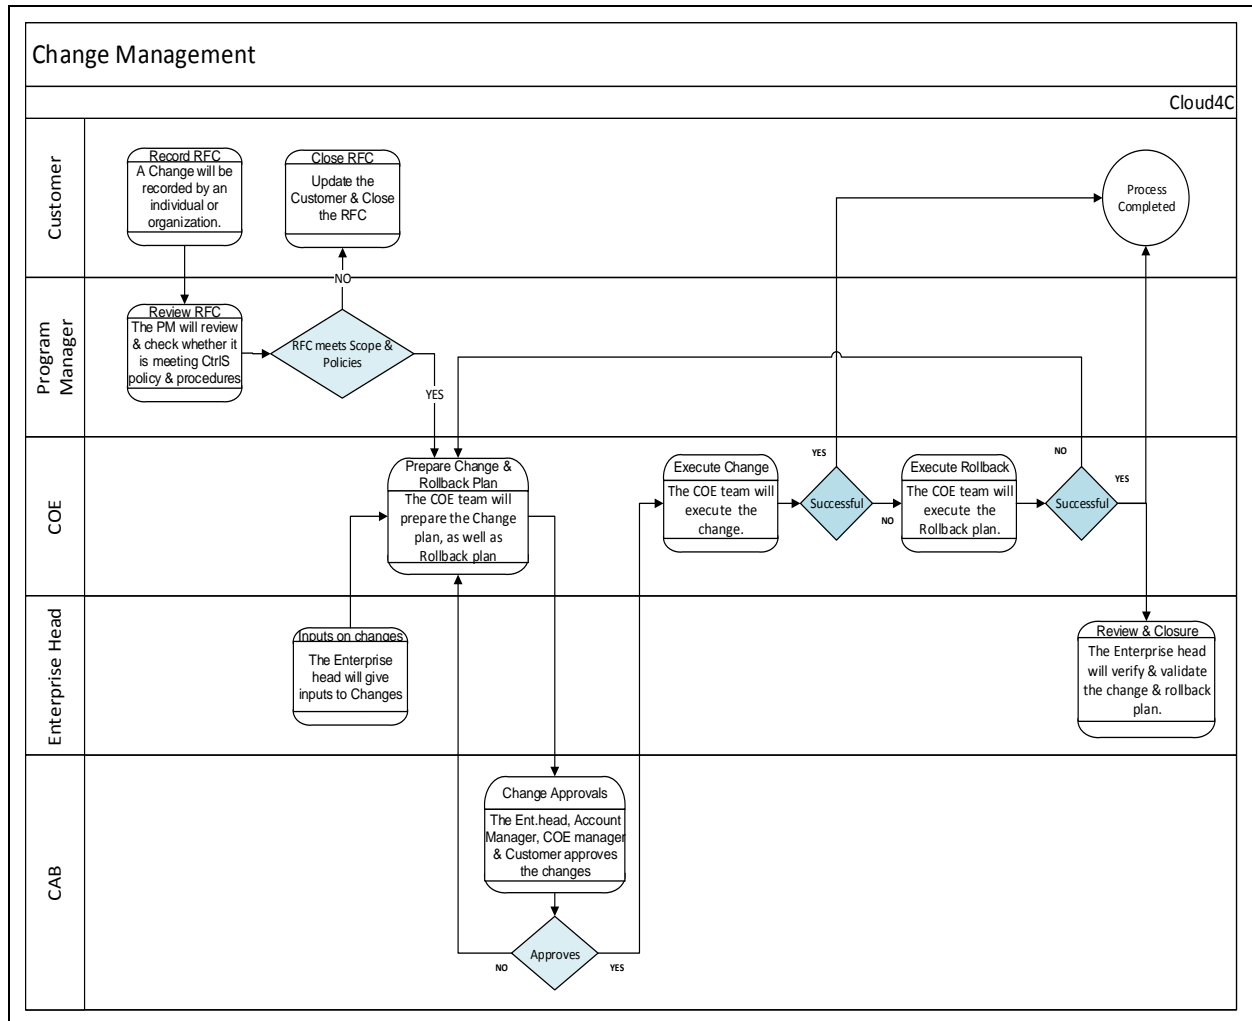 Change Management
Cloud4C
Customer
Record RFC
A Change will be
recorded by an
individual or
organization.
Close RFC
Update the
Customer & Close
the RFC
Process
Completed
NO
Program
Manager
Review RFC
The PM will review
& check whether it
is meeting CtrlS
policy & procedures
RFC meets Scope &
Policies
YES
COE
Prepare Change &
Rollback Plan
The COE team will
prepare the Change
plan, as well as
Rollback plan
Execute Change
The COE team will
execute the
change.
YES
Successful
NO
Execute Rollback
The COE team will
execute the
Rollback plan.
NO
Successful
YES
Enterprise Head
Inputs on changes
The Enterprise
head will give
inputs to Changes
Review & Closure
The Enterprise head
will verify & validate
the change & rollback
plan.
CAB
Change Approvals
The Ent.head, Account
Manager, COE manager
& Customer approves
the changes
Approves
NO
YES